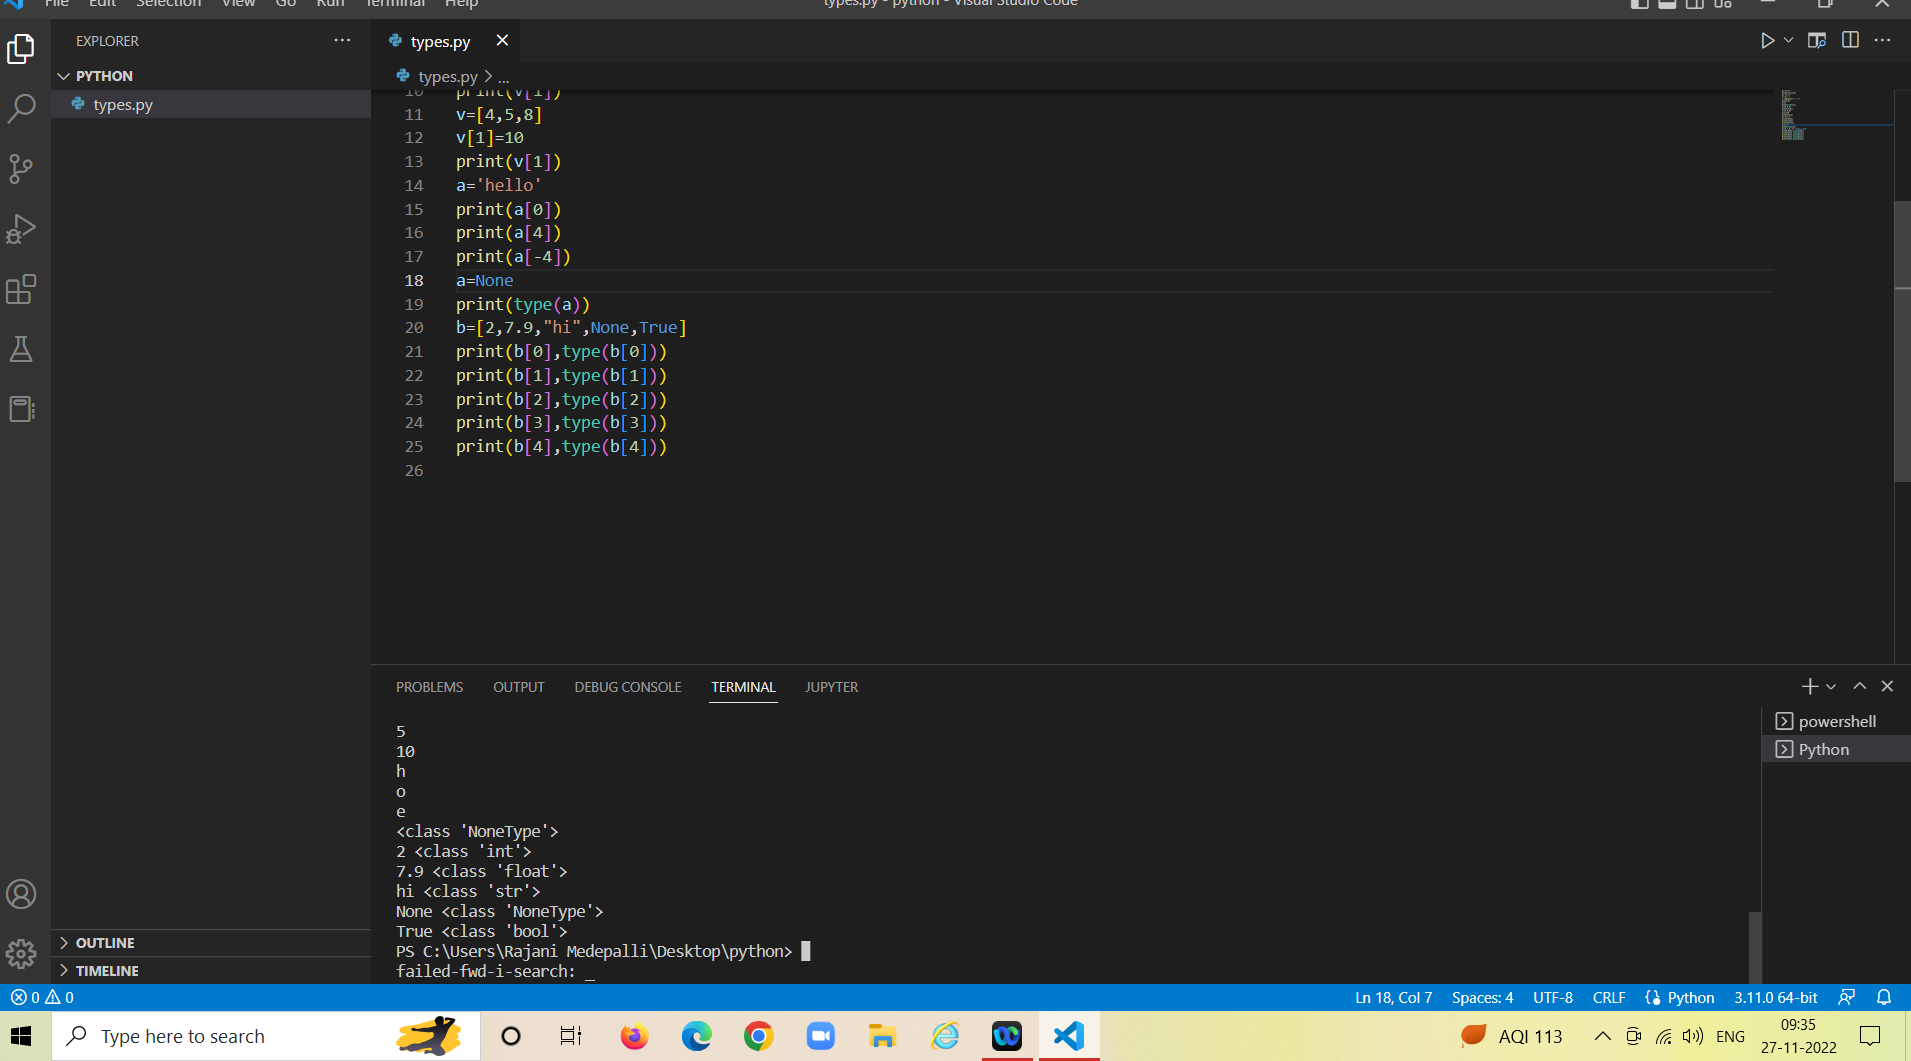 File Edit Selection View Go Run Terminal Help
types.py - python - Visual Studio Code
EXPLORER
PYTHON
types.py
OUTLINE
TIMELINE
types.py
types.py > ...
10 print(v[1])
11 v=[4,5,8]
12 v[1]=10
13 print(v[1])
14 a='hello'
15 print(a[0])
16 print(a[4])
17 print(a[-4])
18 a=None
19 print(type(a))
20 b=[2,7.9,"hi",None,True]
21 print(b[0],type(b[0]))
22 print(b[1],type(b[1]))
23 print(b[2],type(b[2]))
24 print(b[3],type(b[3]))
25 print(b[4],type(b[4]))
26
PROBLEMS OUTPUT DEBUG CONSOLE TERMINAL JUPYTER
5
10
h
o
e
<class 'NoneType'>
2 <class 'int'>
7.9 <class 'float'>
hi <class 'str'>
None <class 'NoneType'>
True <class 'bool'>
PS C:\Users\Rajani Medepalli\Desktop\python>
failed-fwd-i-search: _
powershell
Python
0 0 Ln 18, Col 7 Spaces: 4 UTF-8 CRLF Python 3.11.0 64-bit
Type here to search
AQI 113
ENG
09:35
27-11-2022